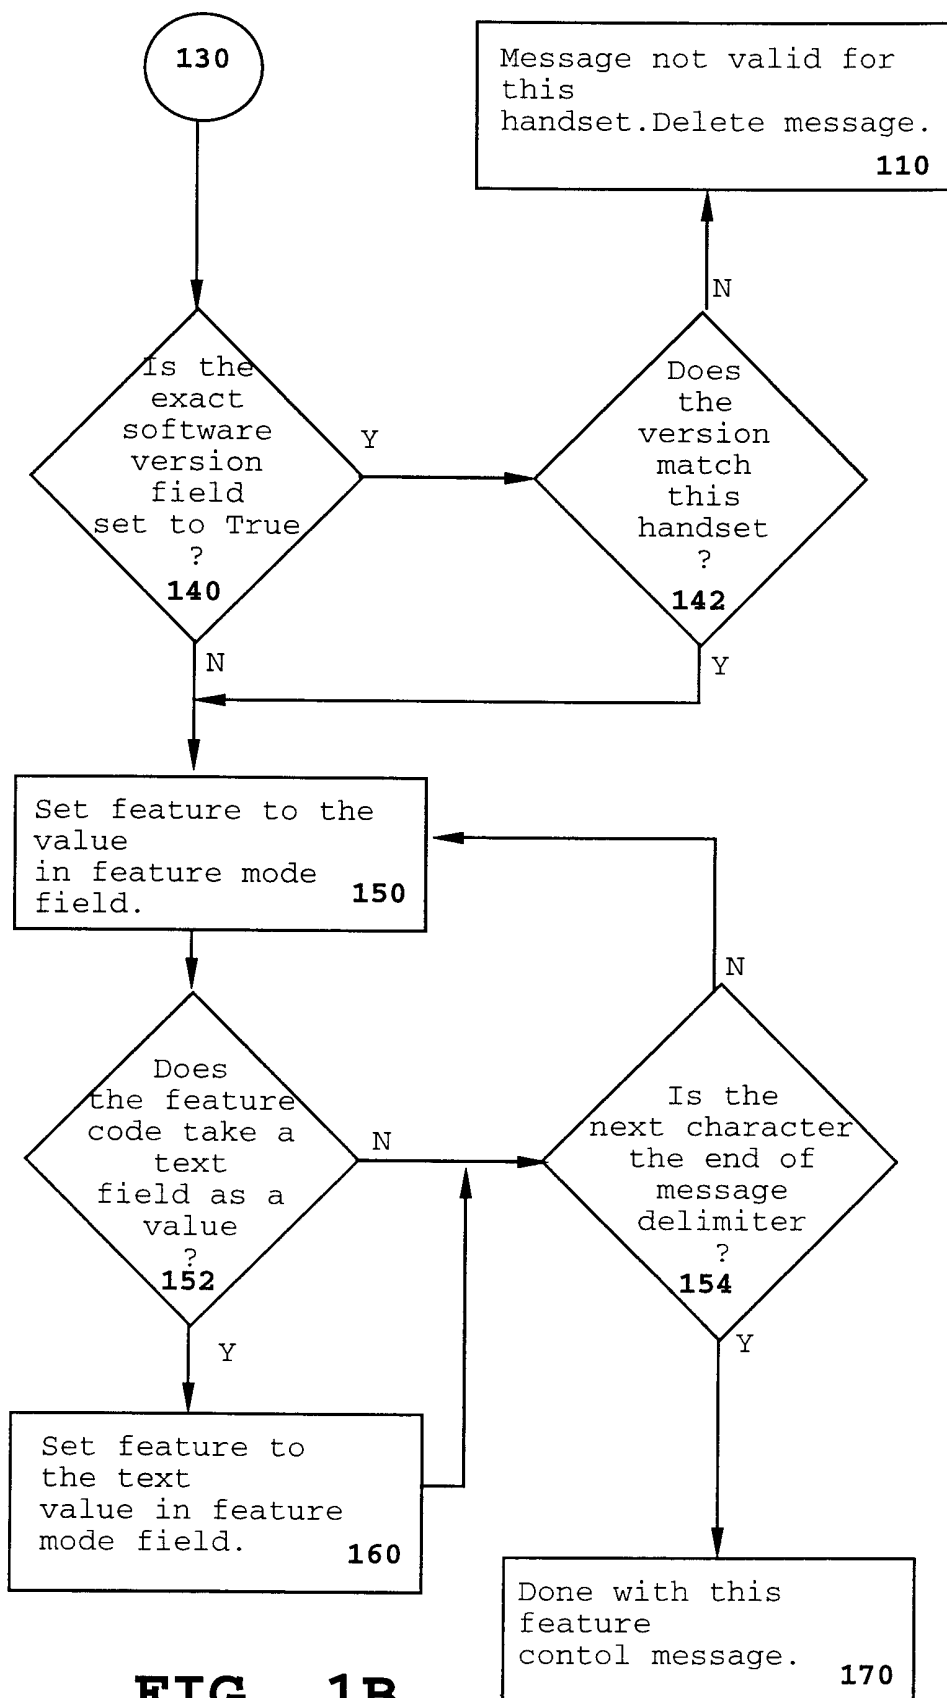 130
Message not valid for
this
handset.Delete message.
110
N
Is the
exact
software
version
field
set to True
?
140
Y
Does
the
version
match
this
handset
?
142
N
Y
Set feature to the
value
in feature mode
field.
150
N
Does
the feature
code take a
text
field as a
value
?
152
N
Is the
next character
the end of
message
delimiter
?
154
Y
Y
Set feature to
the text
value in feature
mode field.
160
Done with this
feature
contol message.
170
FIG. 1B